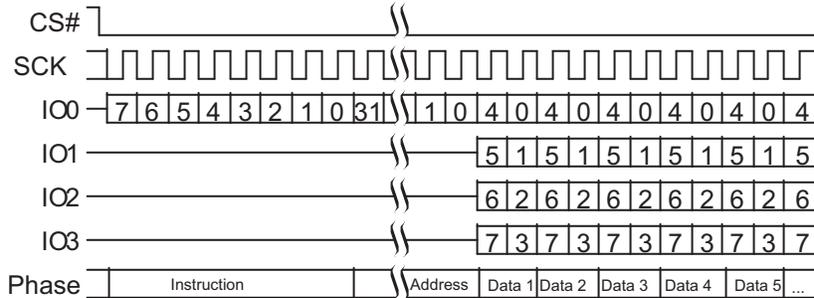 CS#
SCK
IO0 7 6 5 4 3 2 1 0 31 1 0 4 0 4 0 4 0 4 0 4 0 4
IO1 5 1 5 1 5 1 5 1 5 1 5
IO2 6 2 6 2 6 2 6 2 6 2 6
IO3 7 3 7 3 7 3 7 3 7 3 7
Phase Instruction Address Data 1 Data 2 Data 3 Data 4 Data 5 ...